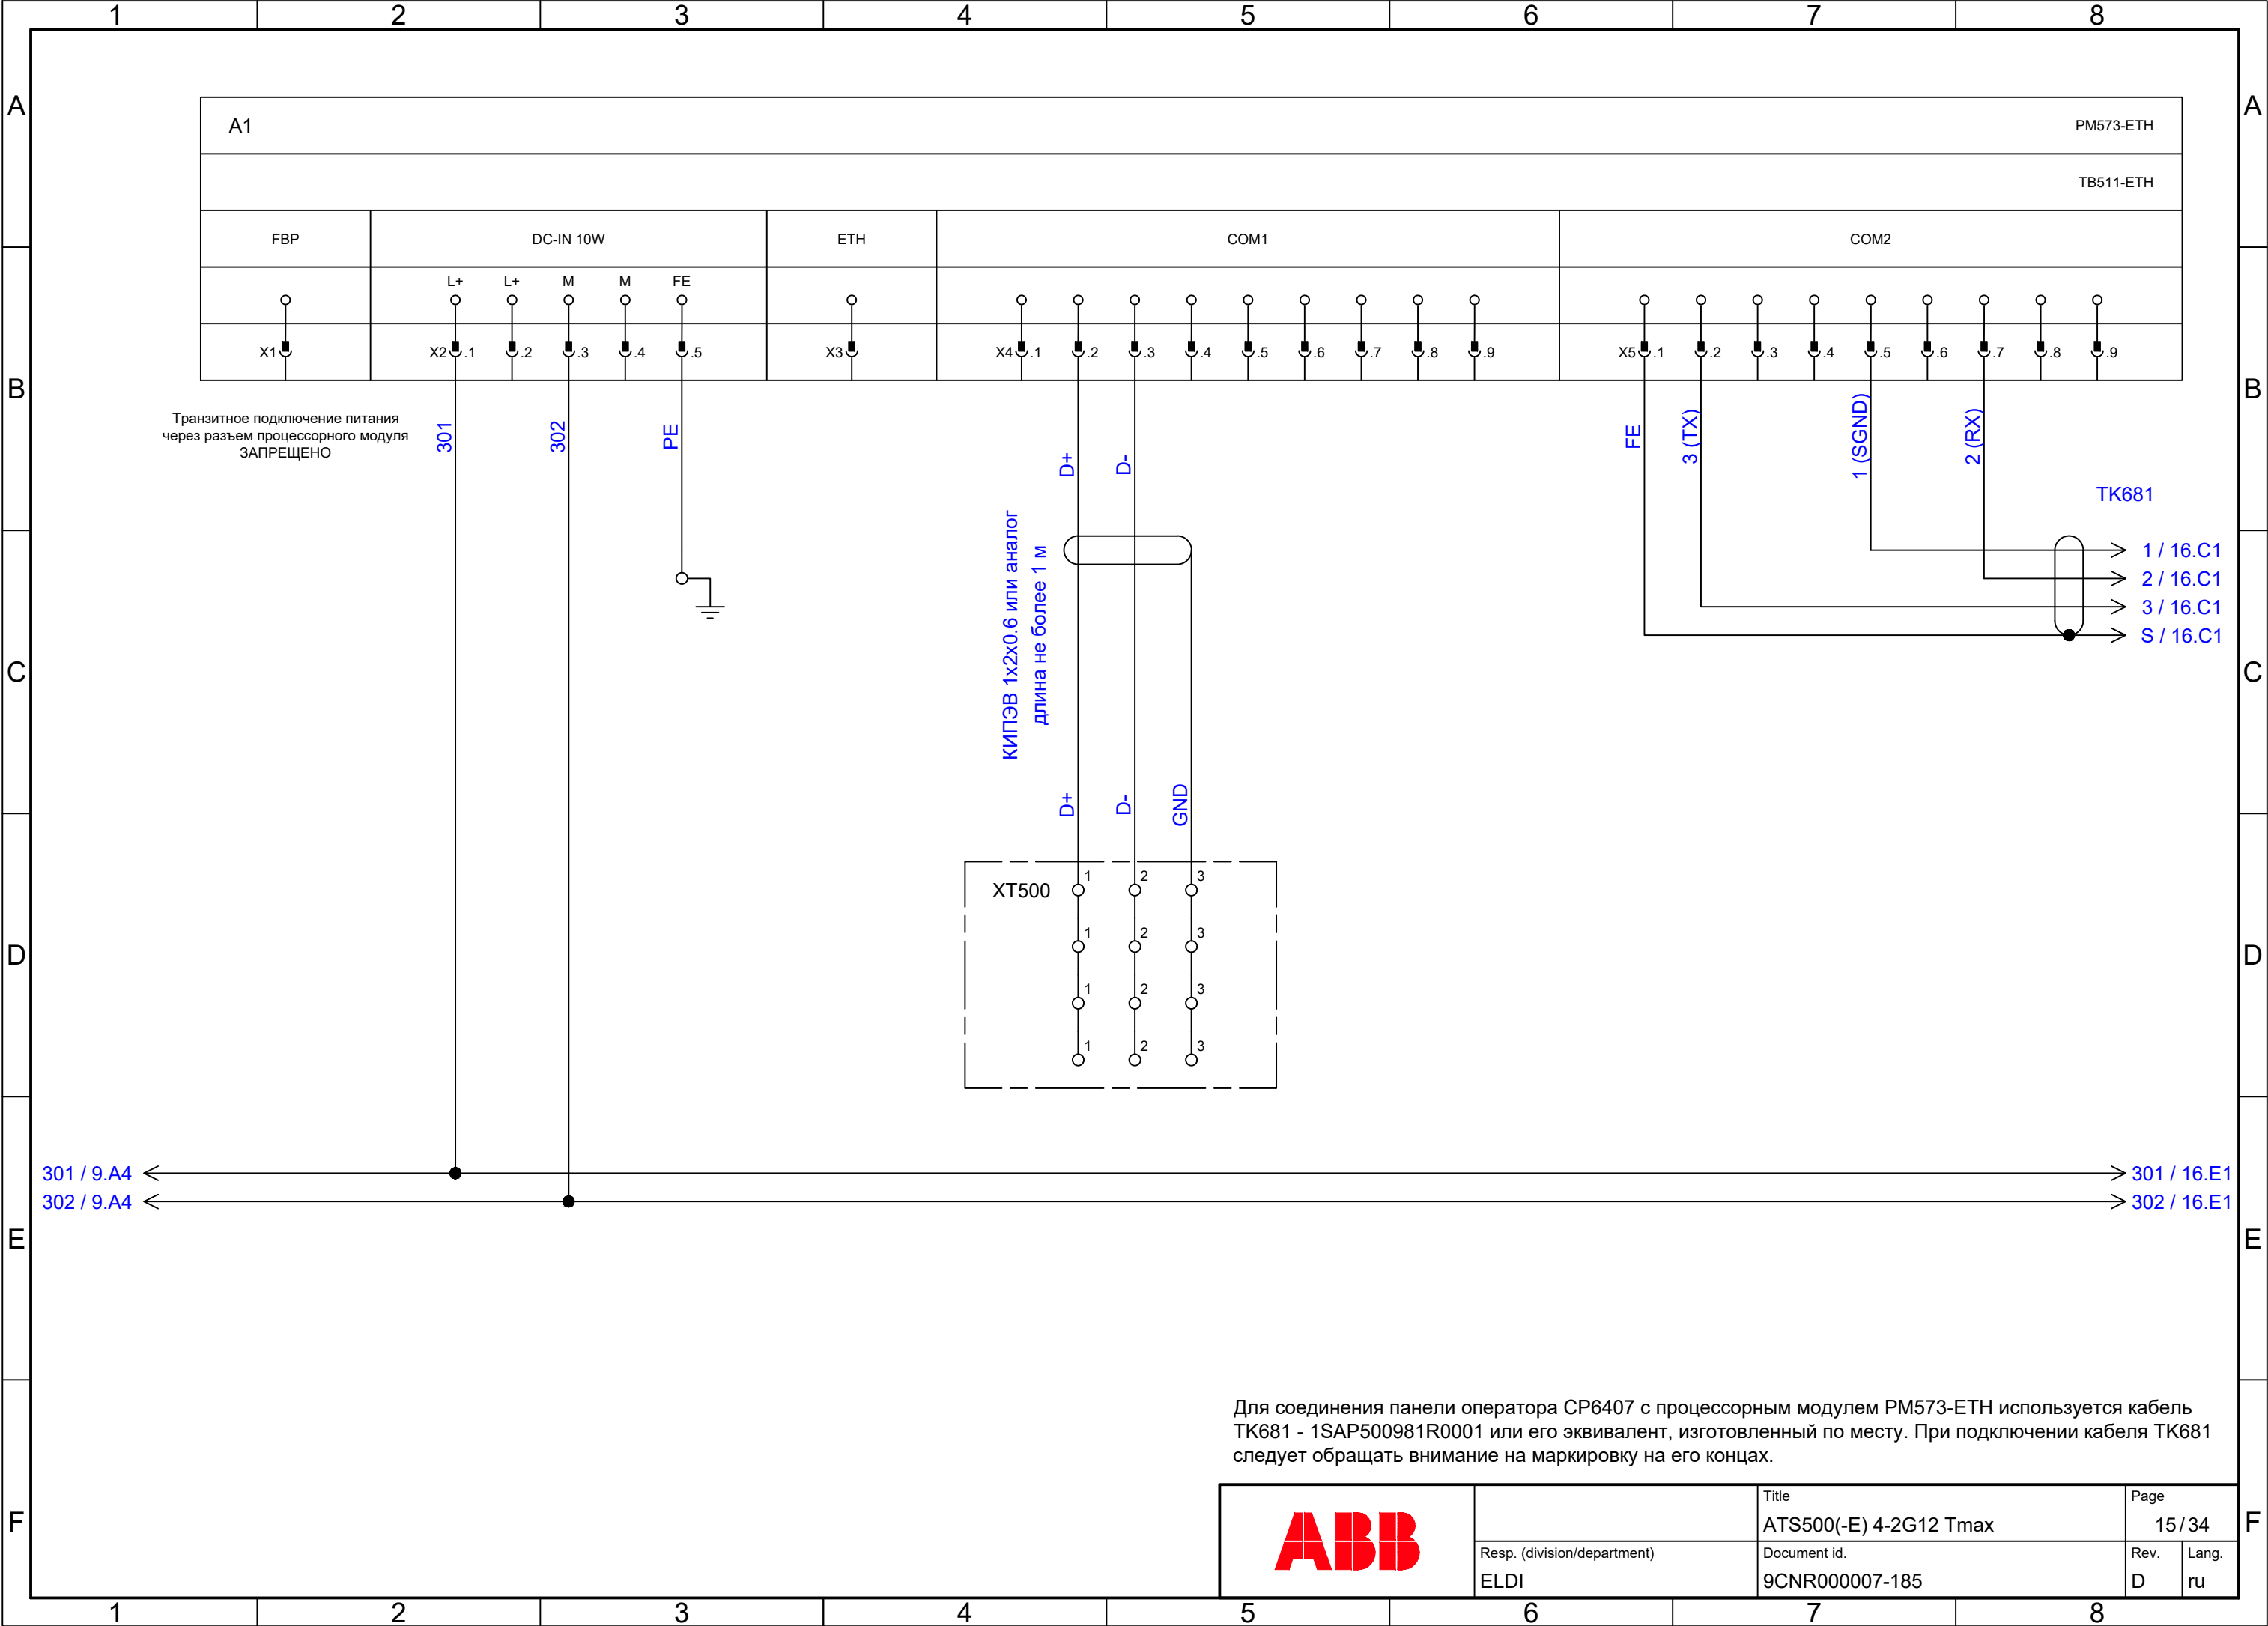 1 2 3 4 5 6 7 8
A A
B B
C C
D D
E E
F F
A1
PM573-ETH
TB511-ETH
FBP DC-IN 10W ETH COM1 COM2
L+ L+ M M FE
X1 X2 .1 .2 .3 .4 .5 X3 X4 .1 .2 .3 .4 .5 .6 .7 .8 .9 X5 .1 .2 .3 .4 .5 .6 .7 .8 .9
Транзитное подключение питания
через разъем процессорного модуля
ЗАПРЕЩЕНО
301
302
PE
D+
D-
FE
3 (TX)
1 (SGND)
2 (RX)
TK681
1 / 16.C1
2 / 16.C1
3 / 16.C1
S / 16.C1
КИПЭВ 1x2x0.6 или аналог
длина не более 1 м
D+
D-
GND
XT500
1 2 3
1 2 3
1 2 3
1 2 3
301 / 9.A4
302 / 9.A4
301 / 16.E1
302 / 16.E1
Для соединения панели оператора CP6407 с процессорным модулем PM573-ETH используется кабель
TK681 - 1SAP500981R0001 или его эквивалент, изготовленный по месту. При подключении кабеля TK681
следует обращать внимание на маркировку на его концах.
ABB
Title
ATS500(-E) 4-2G12 Tmax
Page
15 / 34
Resp. (division/department)
ELDI
Document id.
9CNR000007-185
Rev.
D
Lang.
ru
1 2 3 4 5 6 7 8